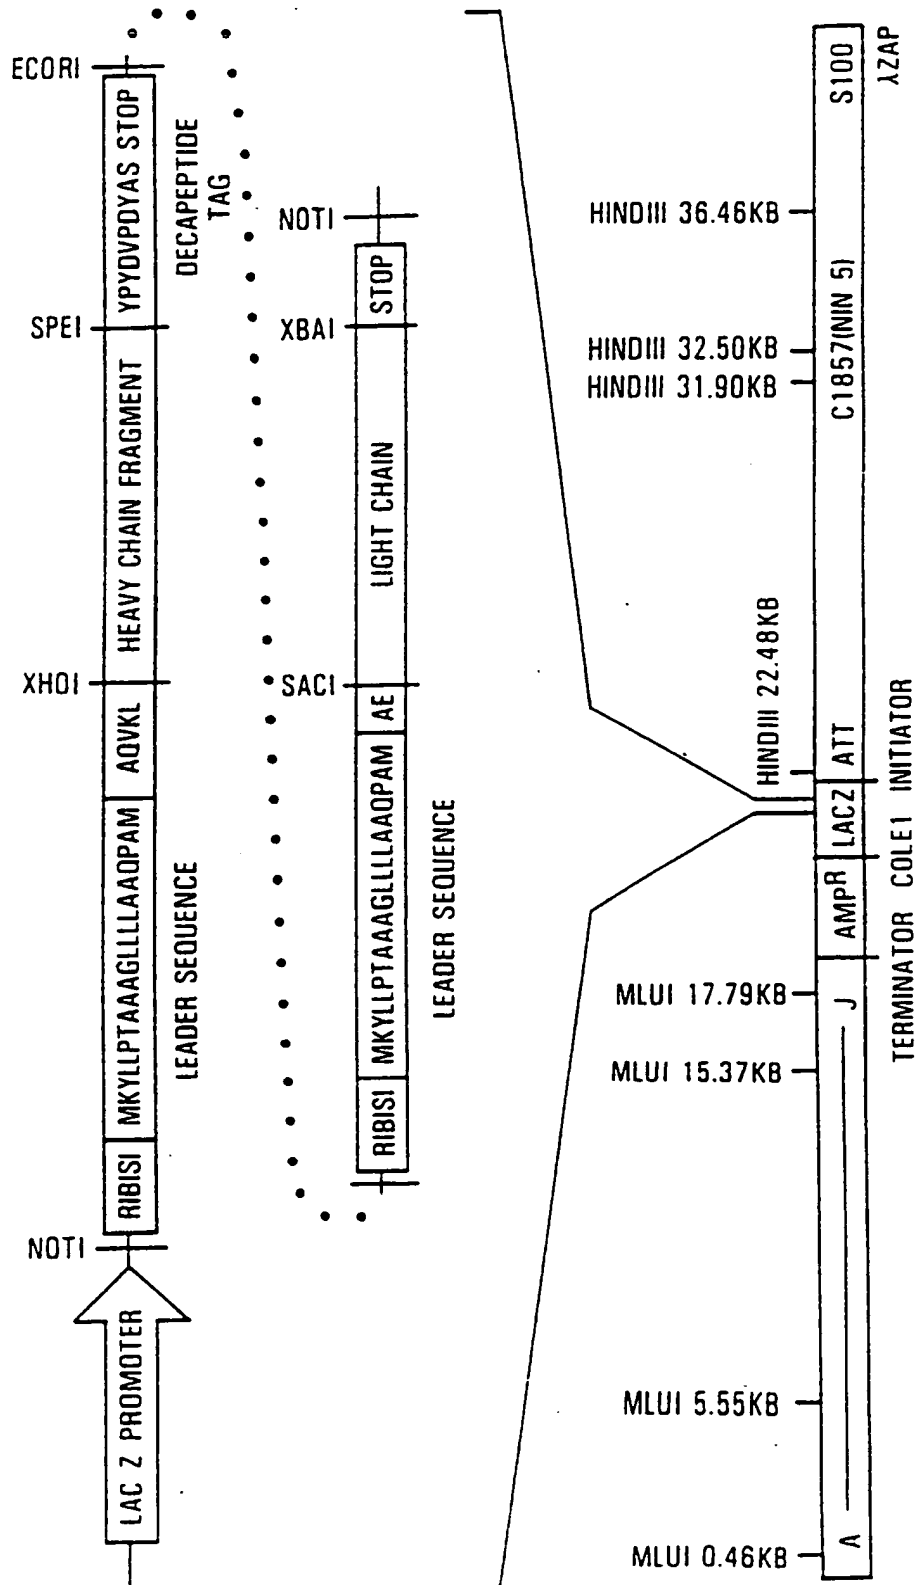 ECORI
YPYDVPDYAS STOP
DECAPEPTIDE
TAG
SPEI
HEAVY CHAIN FRAGMENT
XHOI
AQVKL
MKYLLPTAAAGLLLLAAQPAM
LEADER SEQUENCE
RIBISI
NOTI
LAC Z PROMOTER
NOTI
STOP
XBAI
LIGHT CHAIN
SACI
AE
MKYLLPTAAAGLLLLAAQPAM
LEADER SEQUENCE
RIBISI
S100
λZAP
HINDIII 36.46KB
C1857(NIN 5)
HINDIII 32.50KB
HINDIII 31.90KB
HINDIII 22.48KB
ATT
LACZ
AMPR
TERMINATOR COLE1 INITIATOR
MLUI 17.79KB
J
MLUI 15.37KB
MLUI 5.55KB
A
MLUI 0.46KB